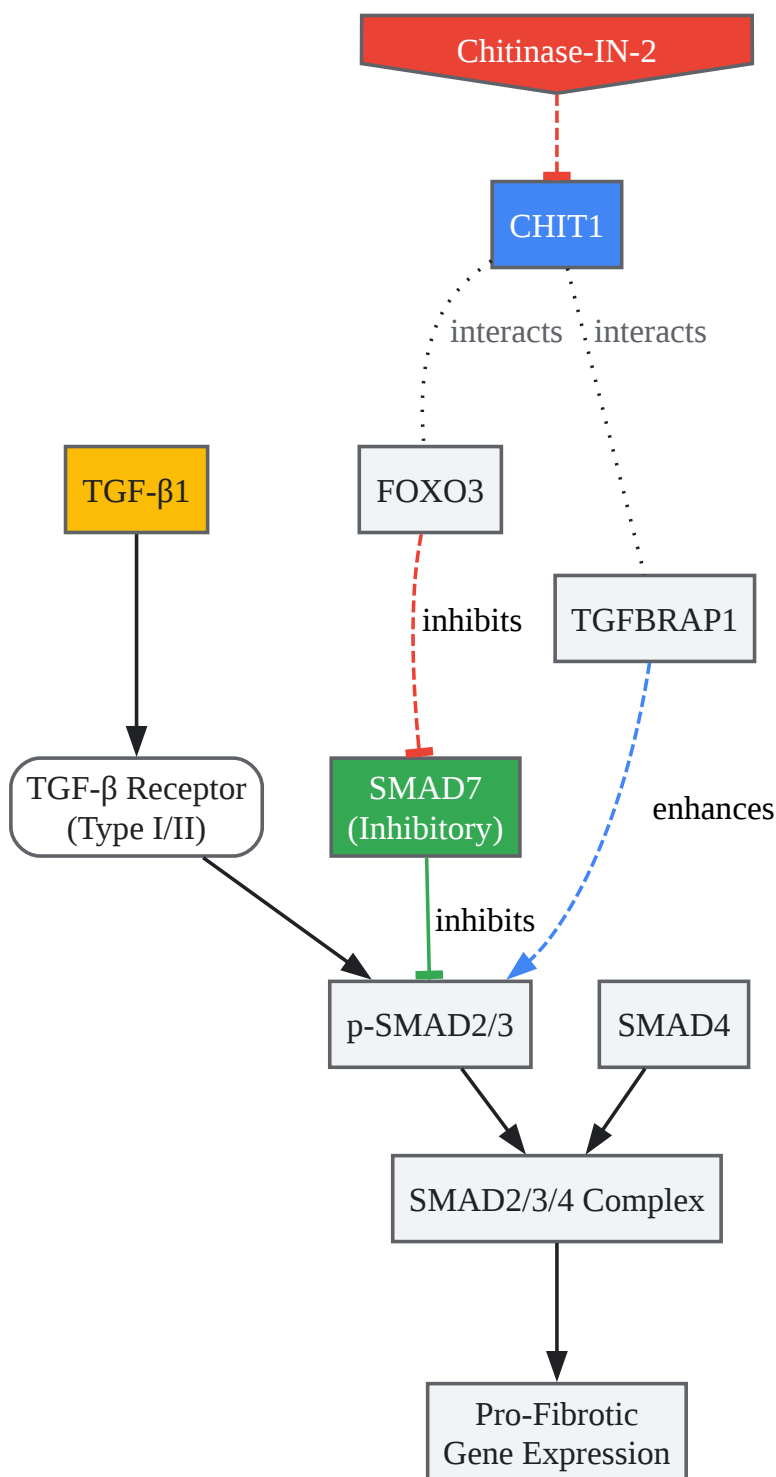 Chitinase-IN-2
CHIT1
interacts
interacts
TGF-β1
FOXO3
TGFBRAP1
inhibits
TGF-β Receptor
(Type I/II)
SMAD7
(Inhibitory)
enhances
inhibits
p-SMAD2/3
SMAD4
SMAD2/3/4 Complex
Pro-Fibrotic
Gene Expression